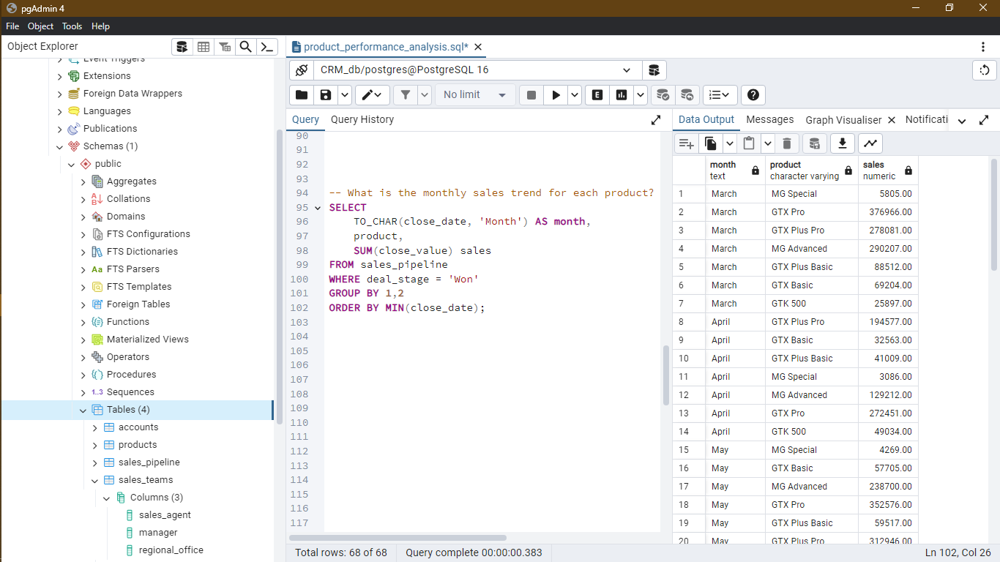 pgAdmin 4
File Object Tools Help
Object Explorer
Event Triggers
Extensions
Foreign Data Wrappers
Languages
Publications
Schemas (1)
public
Aggregates
Collations
Domains
FTS Configurations
FTS Dictionaries
Aa FTS Parsers
FTS Templates
Foreign Tables
Functions
Materialized Views
Operators
Procedures
1..3 Sequences
Tables (4)
accounts
products
sales_pipeline
sales_teams
Columns (3)
sales_agent
manager
regional_office
product_performance_analysis.sql*
CRM_db/postgres@PostgreSQL 16
No limit
E
Query Query History
90
91
92
93
94 -- What is the monthly sales trend for each product?
95 SELECT
96 TO_CHAR(close_date, 'Month') AS month,
97 product,
98 SUM(close_value) sales
99 FROM sales_pipeline
100 WHERE deal_stage = 'Won'
101 GROUP BY 1,2
102 ORDER BY MIN(close_date);
103
104
105
106
107
108
109
110
111
112
113
114
115
116
117
Data Output Messages Graph Visualiser Notificati
month product sales
text character varying numeric
1 March MG Special 5805.00
2 March GTX Pro 376966.00
3 March GTX Plus Pro 278081.00
4 March MG Advanced 290207.00
5 March GTX Plus Basic 88512.00
6 March GTX Basic 69204.00
7 March GTK 500 25897.00
8 April GTX Plus Pro 194577.00
9 April GTX Basic 32563.00
10 April GTX Plus Basic 41009.00
11 April MG Special 3086.00
12 April MG Advanced 129212.00
13 April GTX Pro 272451.00
14 April GTK 500 49034.00
15 May MG Special 4269.00
16 May GTX Basic 57705.00
17 May MG Advanced 238700.00
18 May GTX Pro 352576.00
19 May GTX Plus Basic 59517.00
20 May GTX Plus Pro 312946.00
Total rows: 68 of 68 Query complete 00:00:00.383 Ln 102, Col 26